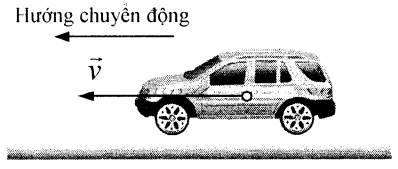 Hướng chuyển động
v⃗